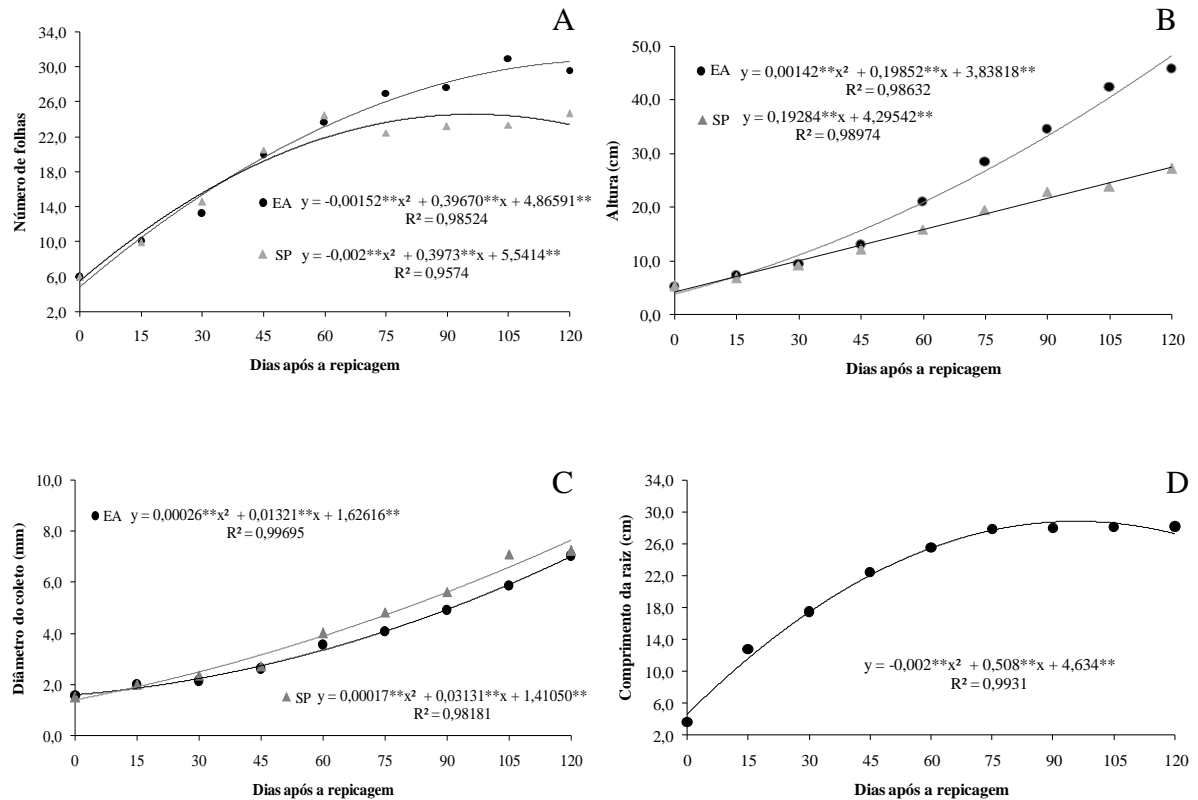 A
34,0
30,0
26,0
22,0
18,0
14,0
10,0
6,0
2,0
Número de folhas
EA y = -0,00152**x² + 0,39670**x + 4,86591**
R² = 0,98524
SP y = -0,002**x² + 0,3973**x + 5,5414**
R² = 0,9574
0 15 30 45 60 75 90 105 120
Dias após a repicagem
B
50,0
40,0
30,0
20,0
10,0
0,0
Altura (cm)
EA y = 0,00142**x² + 0,19852**x + 3,83818**
R² = 0,98632
SP y = 0,19284**x + 4,29542**
R² = 0,98974
0 15 30 45 60 75 90 105 120
Dias após a repicagem
C
10,0
8,0
6,0
4,0
2,0
0,0
Diâmetro do coleto (mm)
EA y = 0,00026**x² + 0,01321**x + 1,62616**
R² = 0,99695
SP y = 0,00017**x² + 0,03131**x + 1,41050**
R² = 0,98181
0 15 30 45 60 75 90 105 120
Dias após a repicagem
D
34,0
30,0
26,0
22,0
18,0
14,0
10,0
6,0
2,0
Comprimento da raiz (cm)
y = -0,002**x² + 0,508**x + 4,634**
R² = 0,9931
0 15 30 45 60 75 90 105 120
Dias após a repicagem